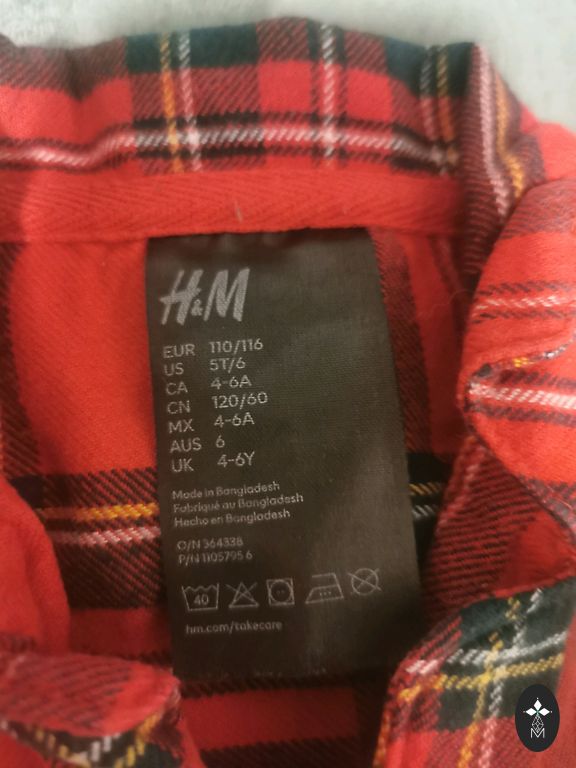 H&M
EUR 110/116
US 5T/6
CA 4-6A
CN 120/60
MX 4-6A
AUS 6
UK 4-6Y
Made in Bangladesh
Fabriqué au Bangladesh
Hecho en Bangladesh
O/N 364338
P/N 1105795 6
40
hm.com/takecare
M